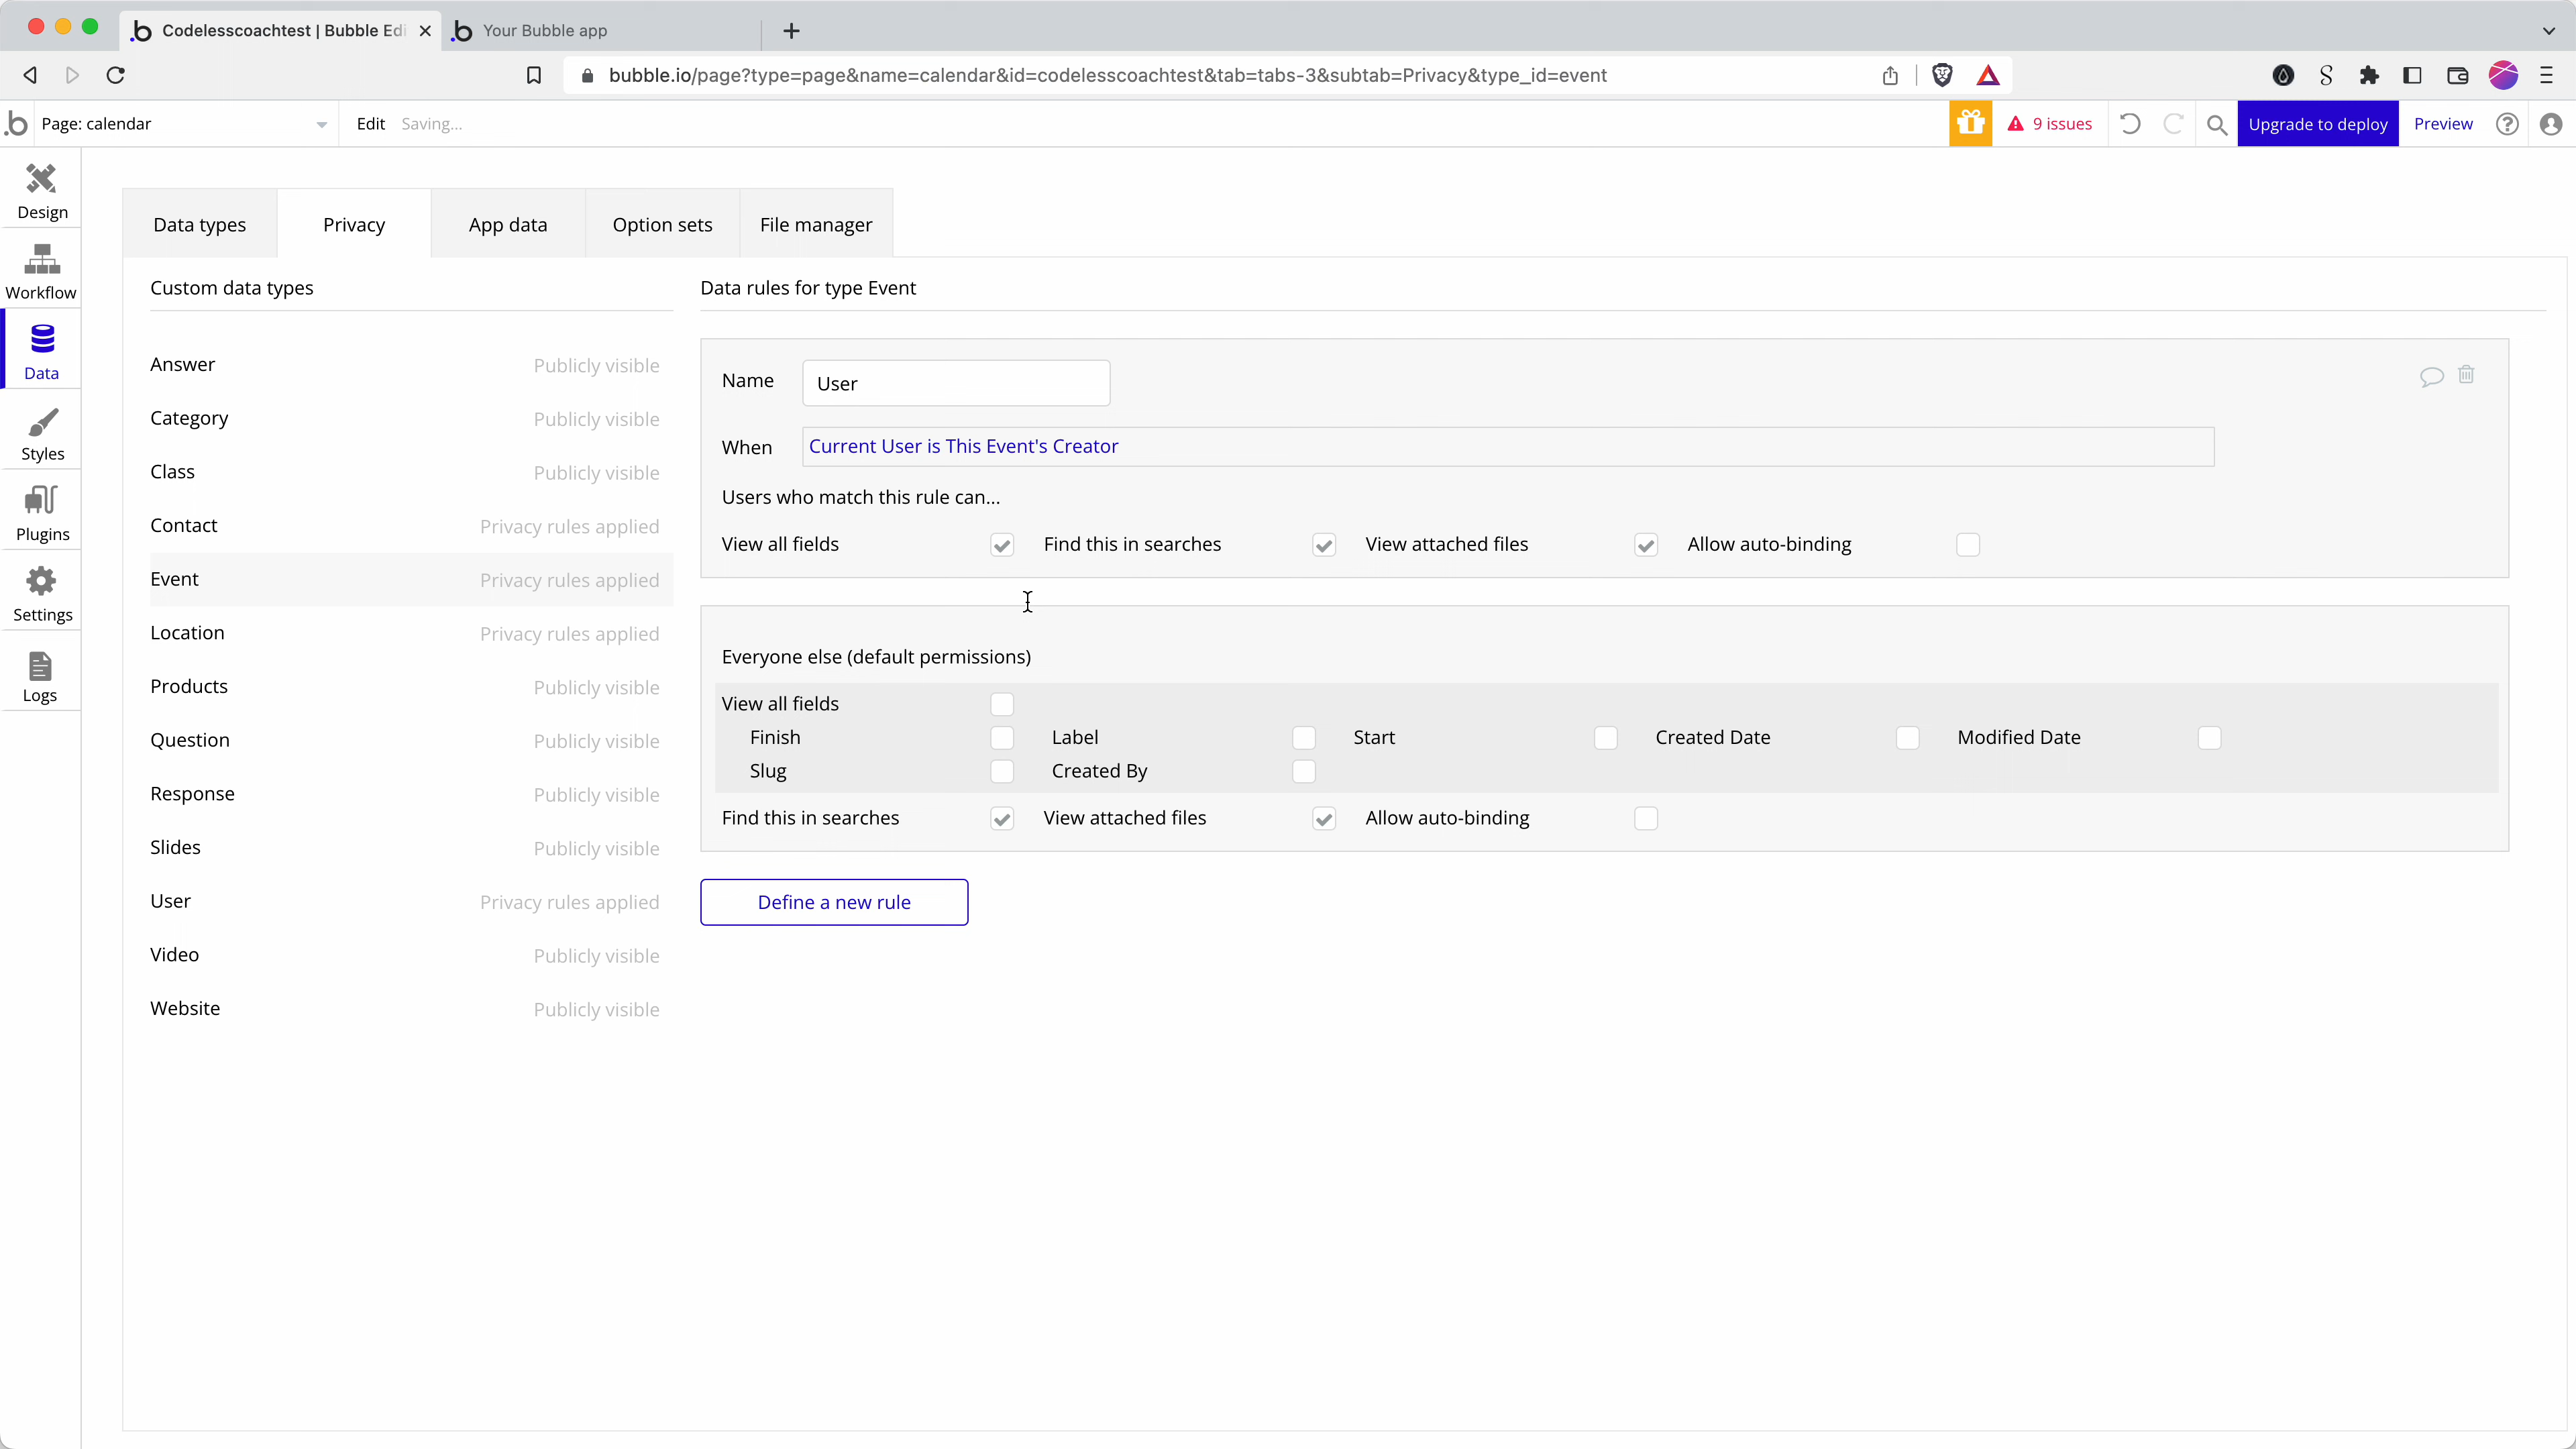 Codelesscoachtest | Bubble Edi
Your Bubble app
bubble.io/page?type=page&name=calendar&id=codelesscoachtest&tab=tabs-3&subtab=Privacy&type_id=event
Page: calendar
Edit
Saving...
9 issues
Upgrade to deploy
Preview
Design
Workflow
Data
Styles
Plugins
Settings
Logs
Data types
Privacy
App data
Option sets
File manager
Custom data types
Answer Publicly visible
Category Publicly visible
Class Publicly visible
Contact Privacy rules applied
Event Privacy rules applied
Location Privacy rules applied
Products Publicly visible
Question Publicly visible
Response Publicly visible
Slides Publicly visible
User Privacy rules applied
Video Publicly visible
Website Publicly visible
Data rules for type Event
Name User
When Current User is This Event's Creator
Users who match this rule can...
View all fields Find this in searches View attached files Allow auto-binding
Everyone else (default permissions)
View all fields
Finish Label Start Created Date Modified Date
Slug Created By
Find this in searches View attached files Allow auto-binding
Define a new rule